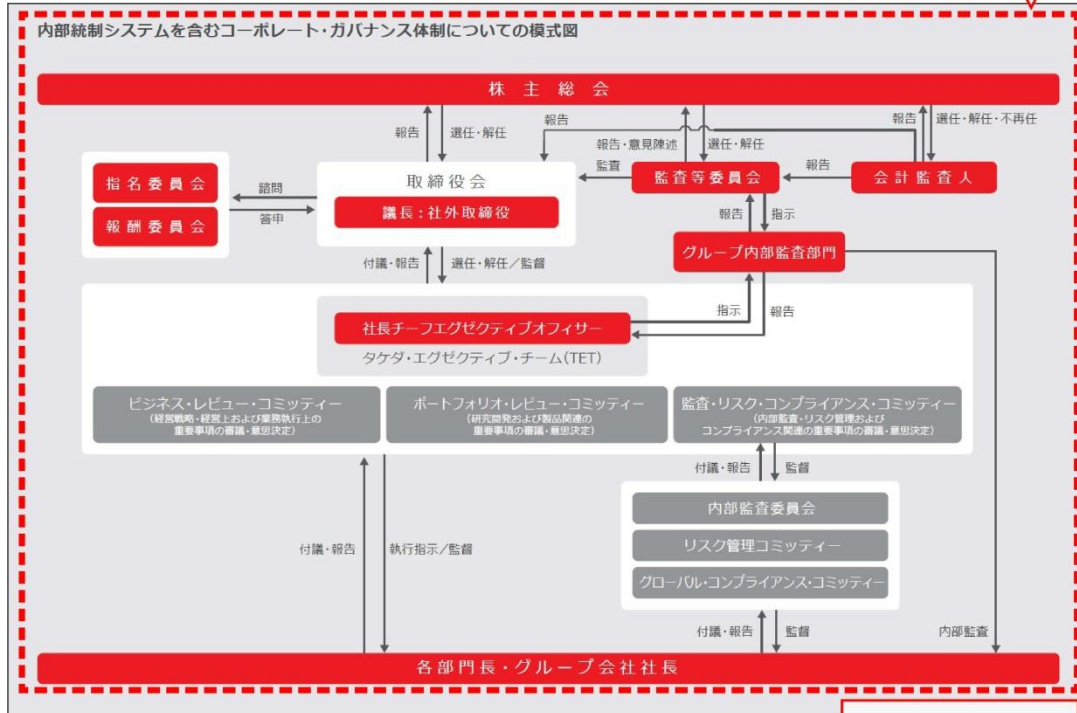 内部統制システムを含むコーポレート・ガバナンス体制についての模式図
株主総会
報告
選任・解任
報告
報告・意見陳述
選任・解任
報告
選任・解任・不再任
指名委員会
報酬委員会
諮問
答申
取締役会
議長：社外取締役
監査
監査等委員会
報告
会計監査人
報告
指示
グループ内部監査部門
付議・報告
選任・解任／監督
社長チーフエグゼクティブオフィサー
タケダ・エグゼクティブ・チーム(TET)
指示
報告
ビジネス・レビュー・コミッティー
(経営戦略・経営上および業務執行上の
重要事項の審議・意思決定)
ポートフォリオ・レビュー・コミッティー
(研究開発および製品関連の
重要事項の審議・意思決定)
監査・リスク・コンプライアンス・コミッティー
(内部監査・リスク管理および
コンプライアンス関連の重要事項の審議・意思決定)
付議・報告
監督
内部監査委員会
リスク管理コミッティー
グローバル・コンプライアンス・コミッティー
付議・報告
執行指示／監督
付議・報告
監督
内部監査
各部門長・グループ会社社長